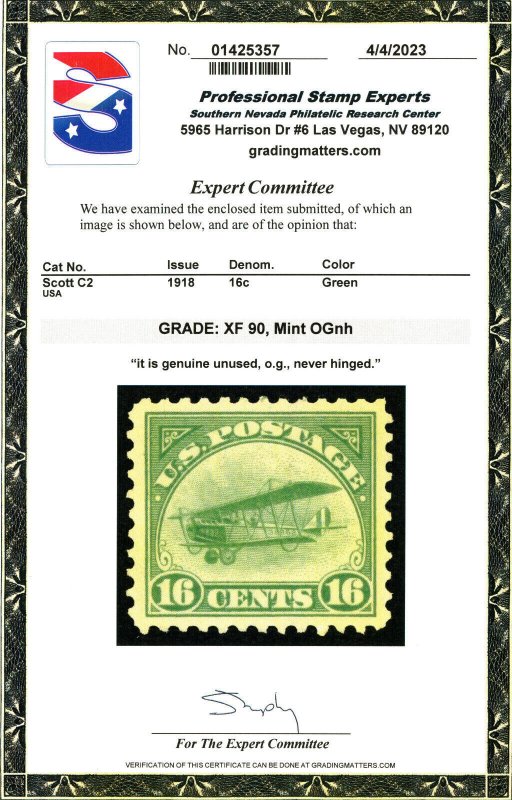 No. 01425357 4/4/2023
Professional Stamp Experts
Southern Nevada Philatelic Research Center
5965 Harrison Dr #6 Las Vegas, NV 89120
gradingmatters.com
Expert Committee
We have examined the enclosed item submitted, of which an
image is shown below, and are of the opinion that:
Cat No. Issue Denom. Color
Scott C2 1918 16c Green
USA
GRADE: XF 90, Mint OGnh
“it is genuine unused, o.g., never hinged.”
U.S. POSTAGE
16 CENTS 16
For The Expert Committee
VERIFICATION OF THIS CERTIFICATE CAN BE DONE AT GRADINGMATTERS.COM